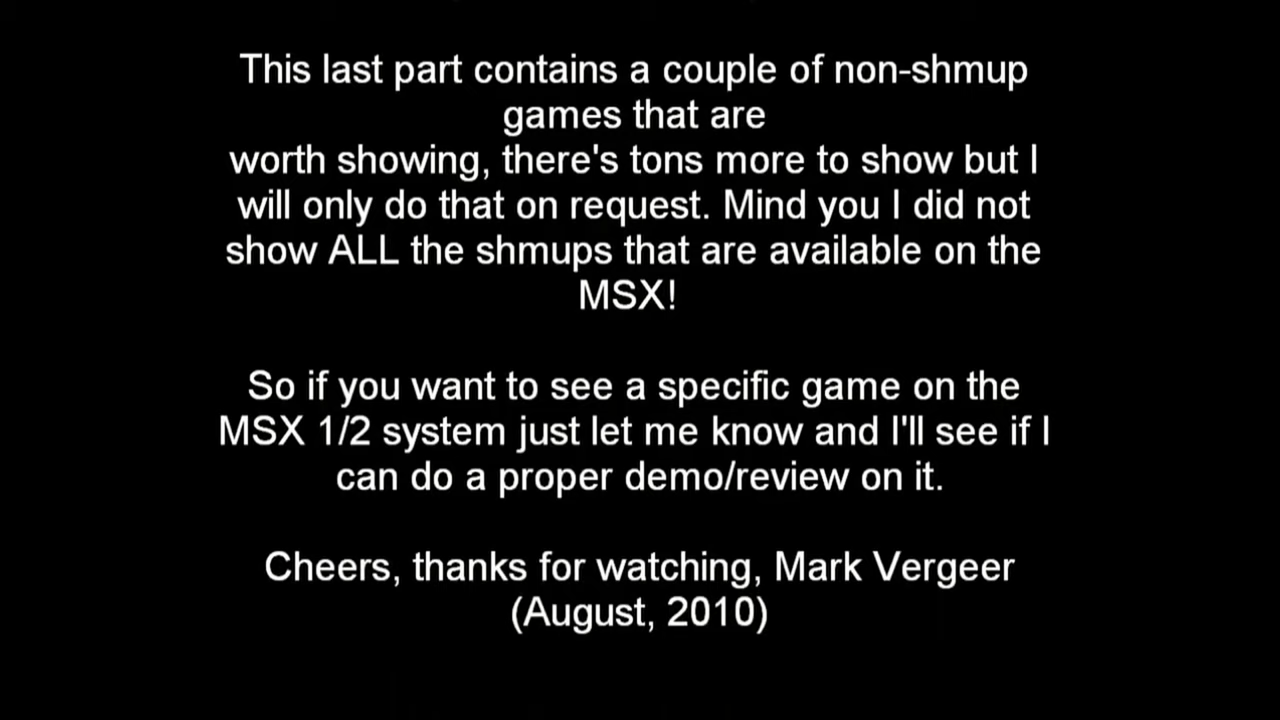 This last part contains a couple of non-shmup
games that are
worth showing, there's tons more to show but I
will only do that on request. Mind you I did not
show ALL the shmups that are available on the
MSX!
So if you want to see a specific game on the
MSX 1/2 system just let me know and I'll see if I
can do a proper demo/review on it.
Cheers, thanks for watching, Mark Vergeer
(August, 2010)